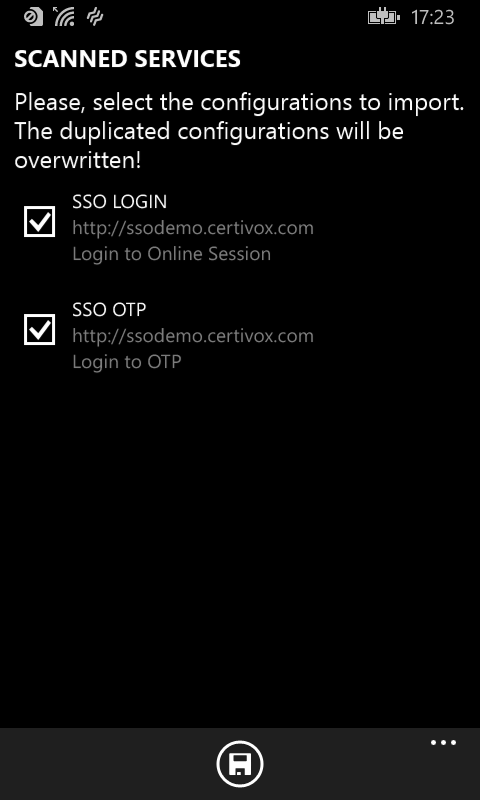 17:23
SCANNED SERVICES
Please, select the configurations to import.
The duplicated configurations will be
overwritten!
SSO LOGIN
http://ssodemo.certivox.com
Login to Online Session
SSO OTP
http://ssodemo.certivox.com
Login to OTP